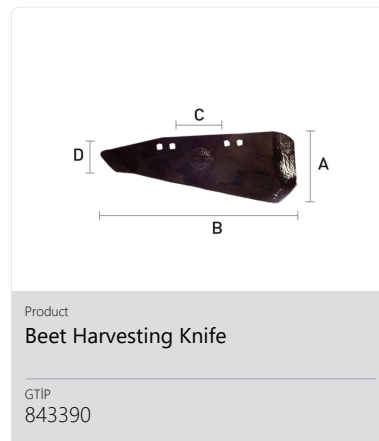 C
D
A
B
Product
Beet Harvesting Knife
GTİP
843390